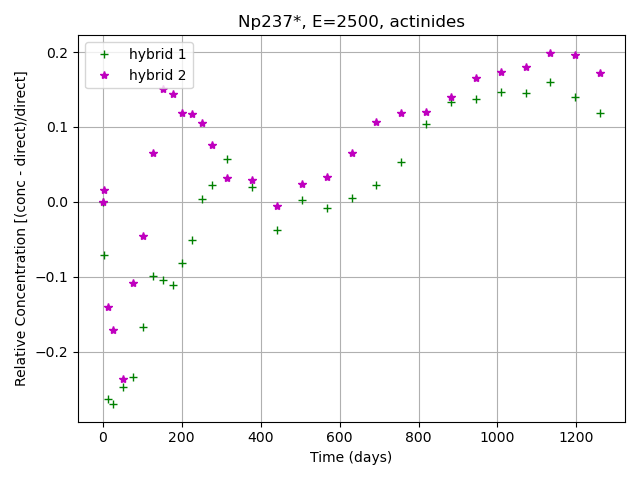 Np237*, E=2500, actinides
hybrid 1
hybrid 2
0.2
0.1
0.0
−0.1
−0.2
Relative Concentration [(conc - direct)/direct]
0 200 400 600 800 1000 1200
Time (days)